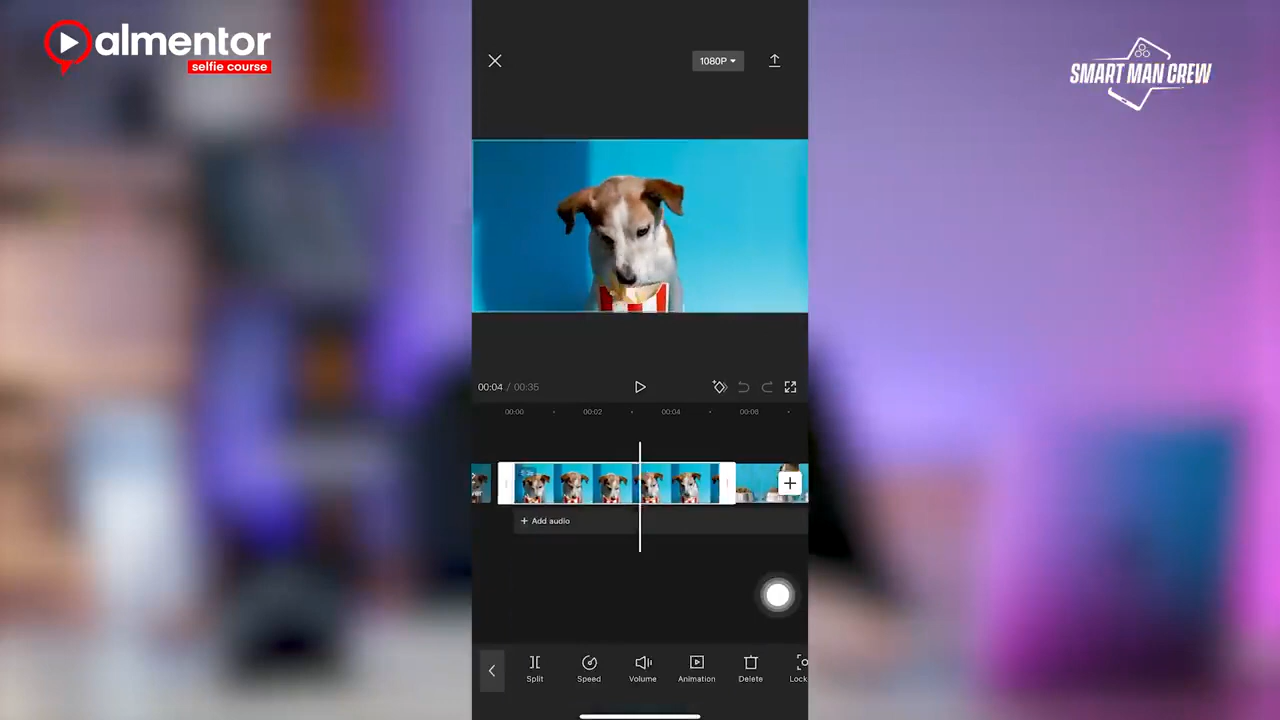 almentor
selfie course
SMART MAN CREW
1080P
00:04 / 00:35
00:00 00:02 00:04 00:06
+ Add audio
Split Speed Volume Animation Delete Lock